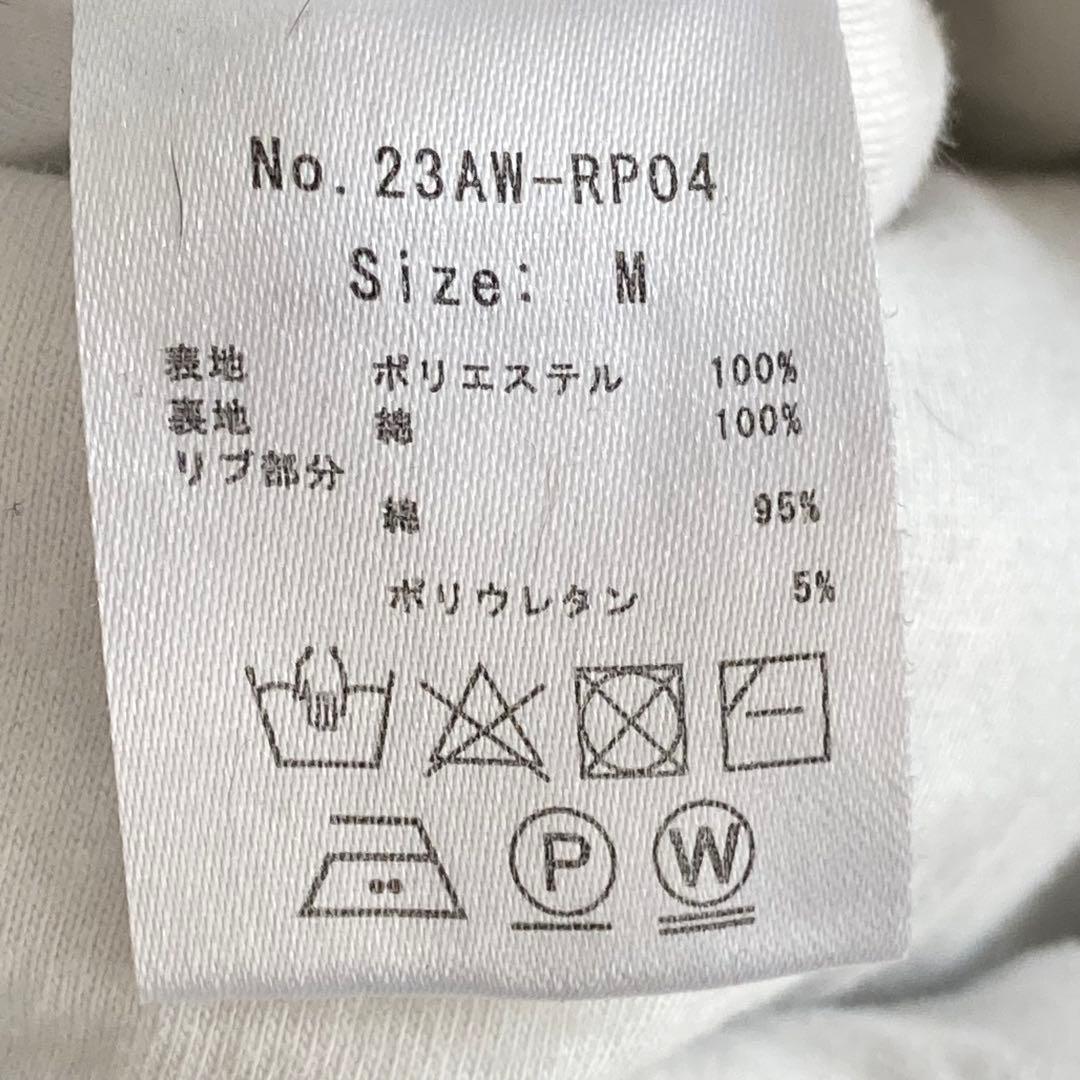 No. 23AW-RP04
Size: M
表地 ポリエステル 100%
裏地 綿 100%
リブ部分
綿 95%
ポリウレタン 5%
P W